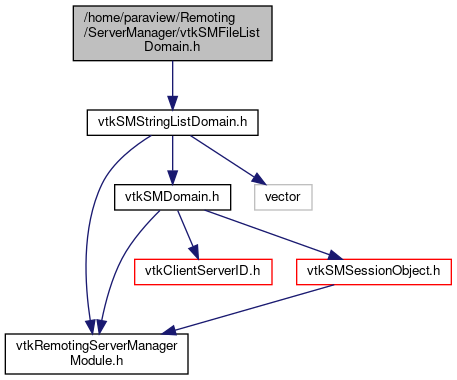 /home/paraview/Remoting
/ServerManager/vtkSMFileList
Domain.h
vtkSMStringListDomain.h
vtkSMDomain.h
vector
vtkClientServerID.h
vtkSMSessionObject.h
vtkRemotingServerManager
Module.h